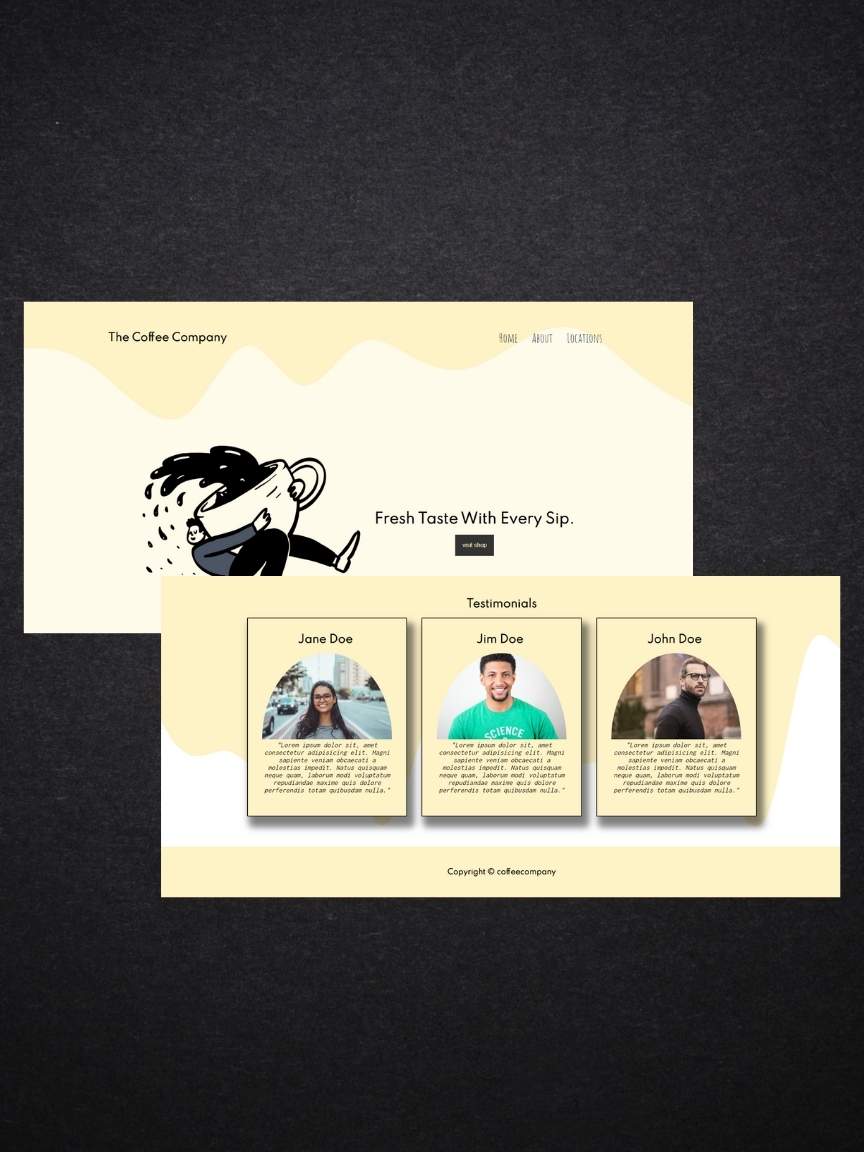 The Coffee Company
Home About Locations
Fresh Taste With Every Sip.
visit shop
Testimonials
Jane Doe
"Lorem ipsum dolor sit, amet
consectetur adipisicing elit. Magni
sapiente veniam obcaecati a
molestias impedit. Natus quisquam
neque quam, laborum modi voluptatum
repudiandae maxime quis dolore
perferendis totam quibusdam nulla."
Jim Doe
SCIENCE
"Lorem ipsum dolor sit, amet
consectetur adipisicing elit. Magni
sapiente veniam obcaecati a
molestias impedit. Natus quisquam
neque quam, laborum modi voluptatum
repudiandae maxime quis dolore
perferendis totam quibusdam nulla."
John Doe
"Lorem ipsum dolor sit, amet
consectetur adipisicing elit. Magni
sapiente veniam obcaecati a
molestias impedit. Natus quisquam
neque quam, laborum modi voluptatum
repudiandae maxime quis dolore
perferendis totam quibusdam nulla."
Copyright © coffeecompany